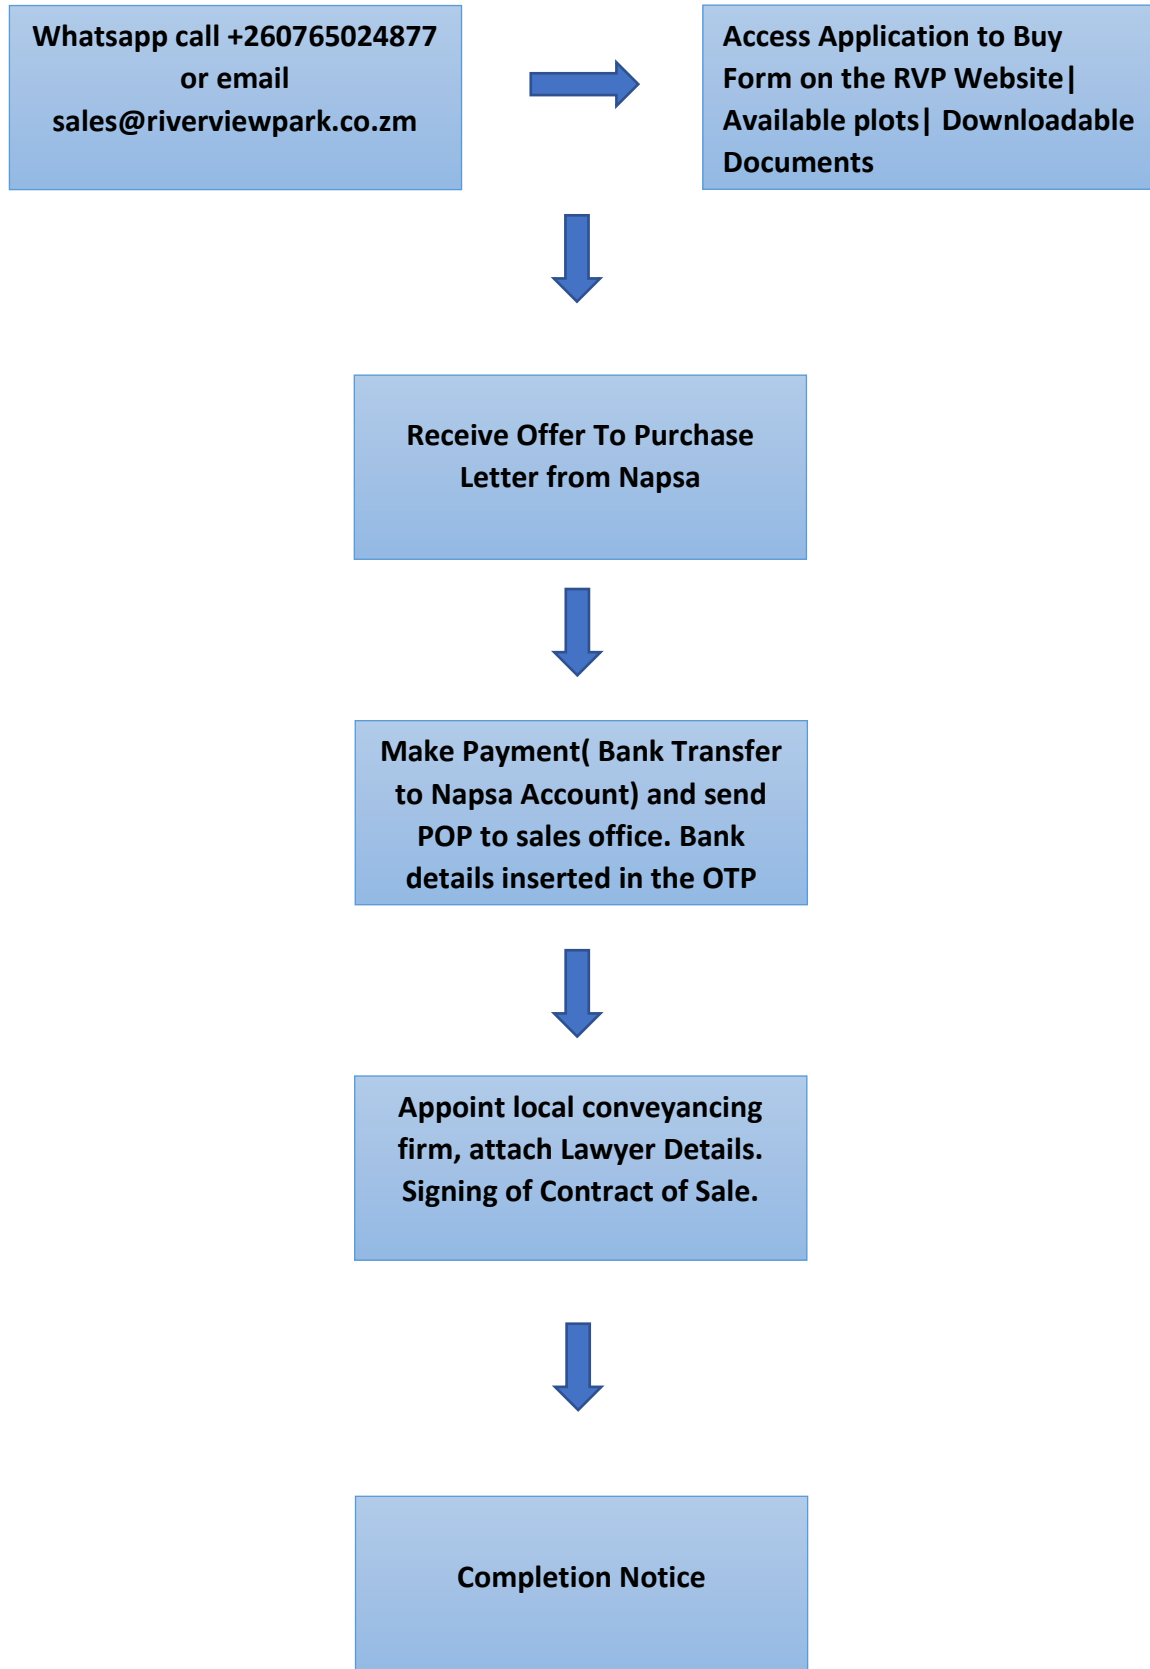 Whatsapp call +260765024877
or email
sales@riverviewpark.co.zm
Access Application to Buy
Form on the RVP Website|
Available plots| Downloadable
Documents
Receive Offer To Purchase
Letter from Napsa
Make Payment( Bank Transfer
to Napsa Account) and send
POP to sales office. Bank
details inserted in the OTP
Appoint local conveyancing
firm, attach Lawyer Details.
Signing of Contract of Sale.
Completion Notice